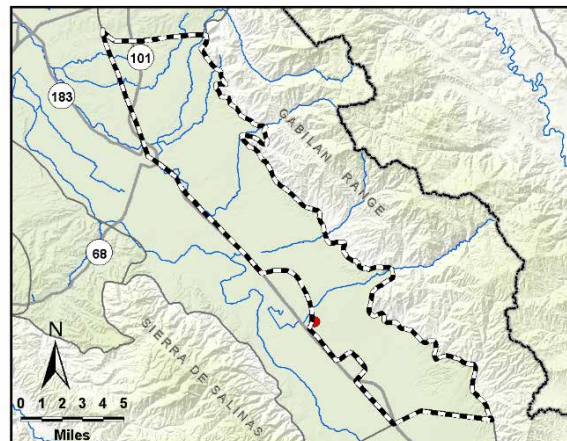 101
183
GABILAN RANGE
68
SIERRA DE SALINAS
N
0 1 2 3 4 5
Miles